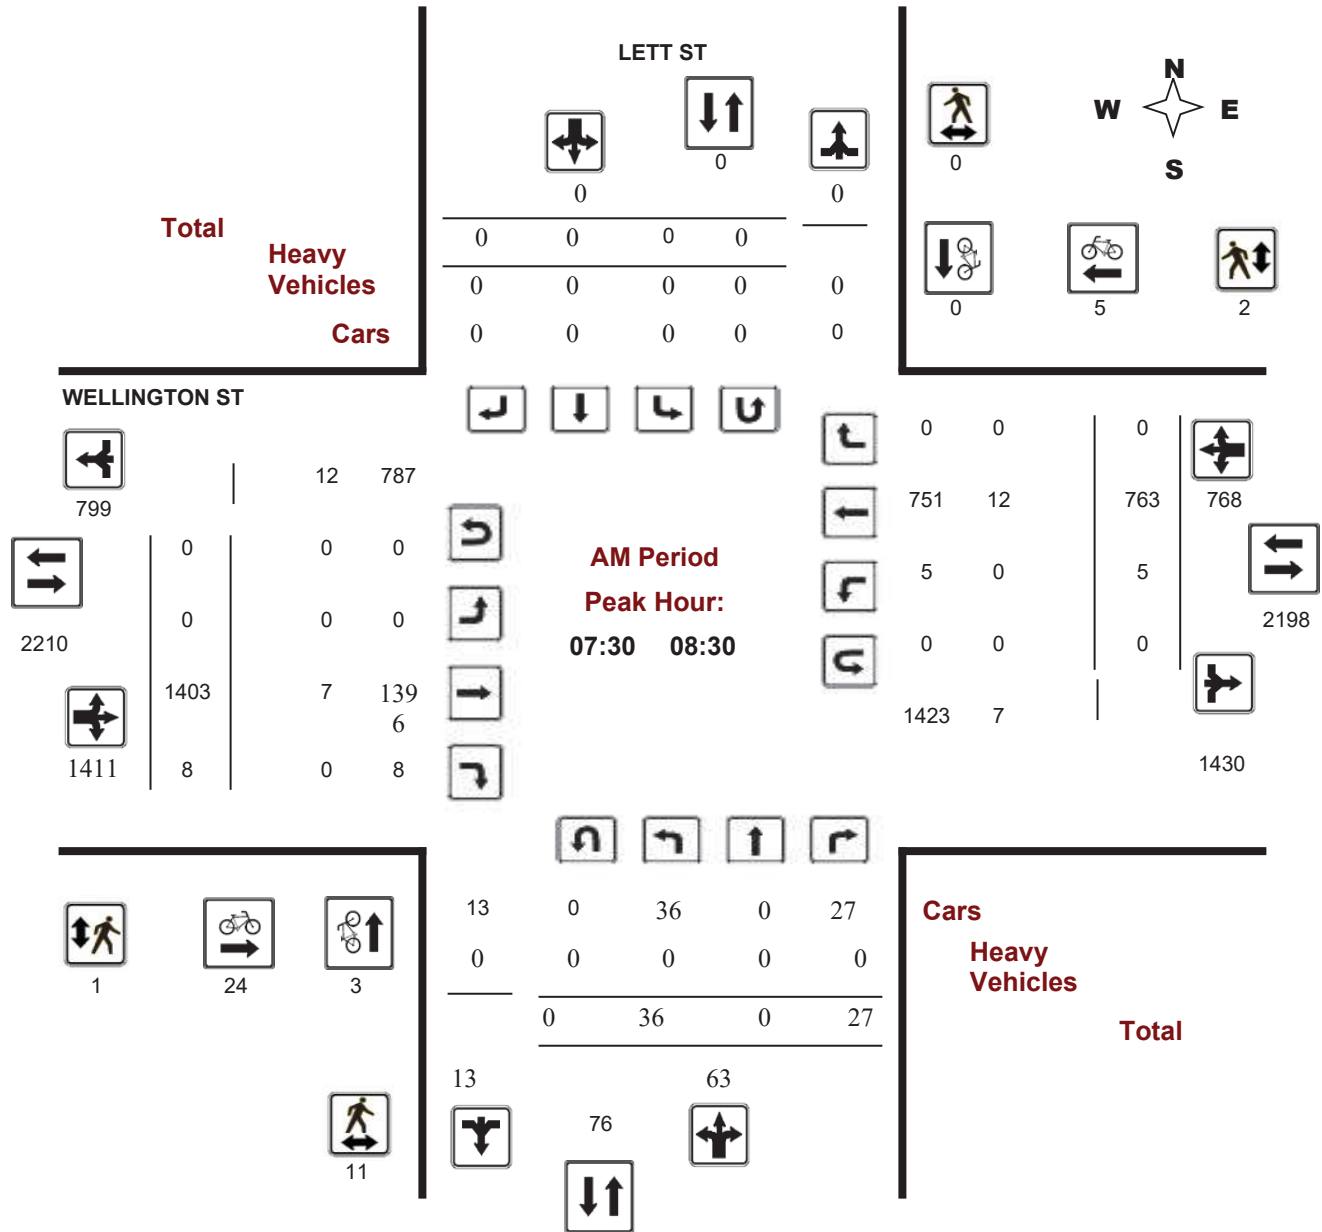 LETT ST
N
W E
S
0
0
0 0
Total
0 0 0 0
Heavy
Vehicles
0 0 0 0 0
0 5 2
Cars
0 0 0 0 0
WELLINGTON ST
12 787
799
0 0 0
0 0 0
2210
1403 7 139
6
1411 8 0 8
AM Period
Peak Hour:
07:30 08:30
0 0 0
751 12 763 768
5 0 5
2198
0 0 0
1423 7
1430
13 0 36 0 27
Cars
0 0 0 0 0
Heavy
Vehicles
1 24 3
0 36 0 27
Total
13 63
76
11